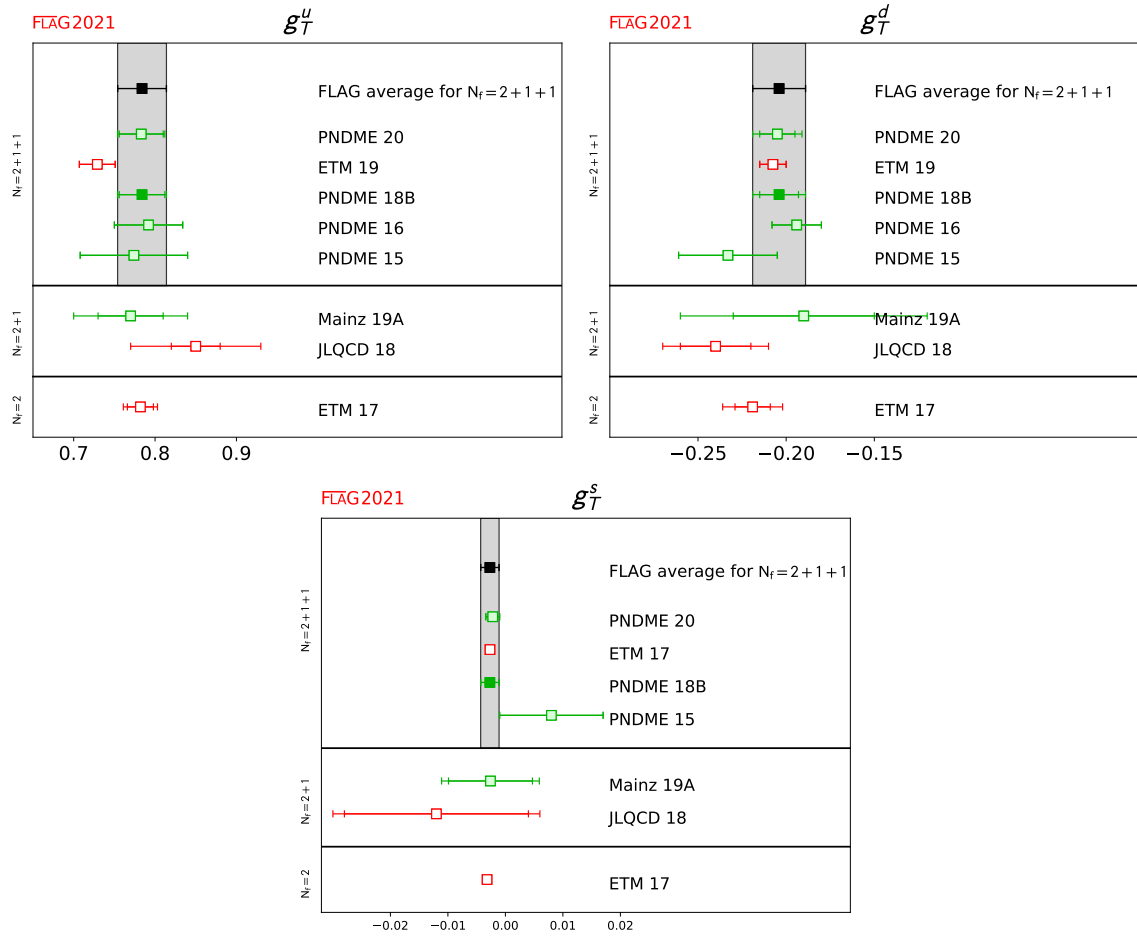 FLAG2021
g_T^u
FLAG average for N_f=2+1+1
PNDME 20
ETM 19
PNDME 18B
PNDME 16
PNDME 15
Mainz 19A
JLQCD 18
ETM 17
N_f=2+1+1
N_f=2+1
N_f=2
0.7 0.8 0.9
FLAG2021
g_T^d
FLAG average for N_f=2+1+1
PNDME 20
ETM 19
PNDME 18B
PNDME 16
PNDME 15
Mainz 19A
JLQCD 18
ETM 17
N_f=2+1+1
N_f=2+1
N_f=2
−0.25 −0.20 −0.15
FLAG2021
g_T^s
FLAG average for N_f=2+1+1
PNDME 20
ETM 17
PNDME 18B
PNDME 15
Mainz 19A
JLQCD 18
ETM 17
N_f=2+1+1
N_f=2+1
N_f=2
−0.02 −0.01 0.00 0.01 0.02